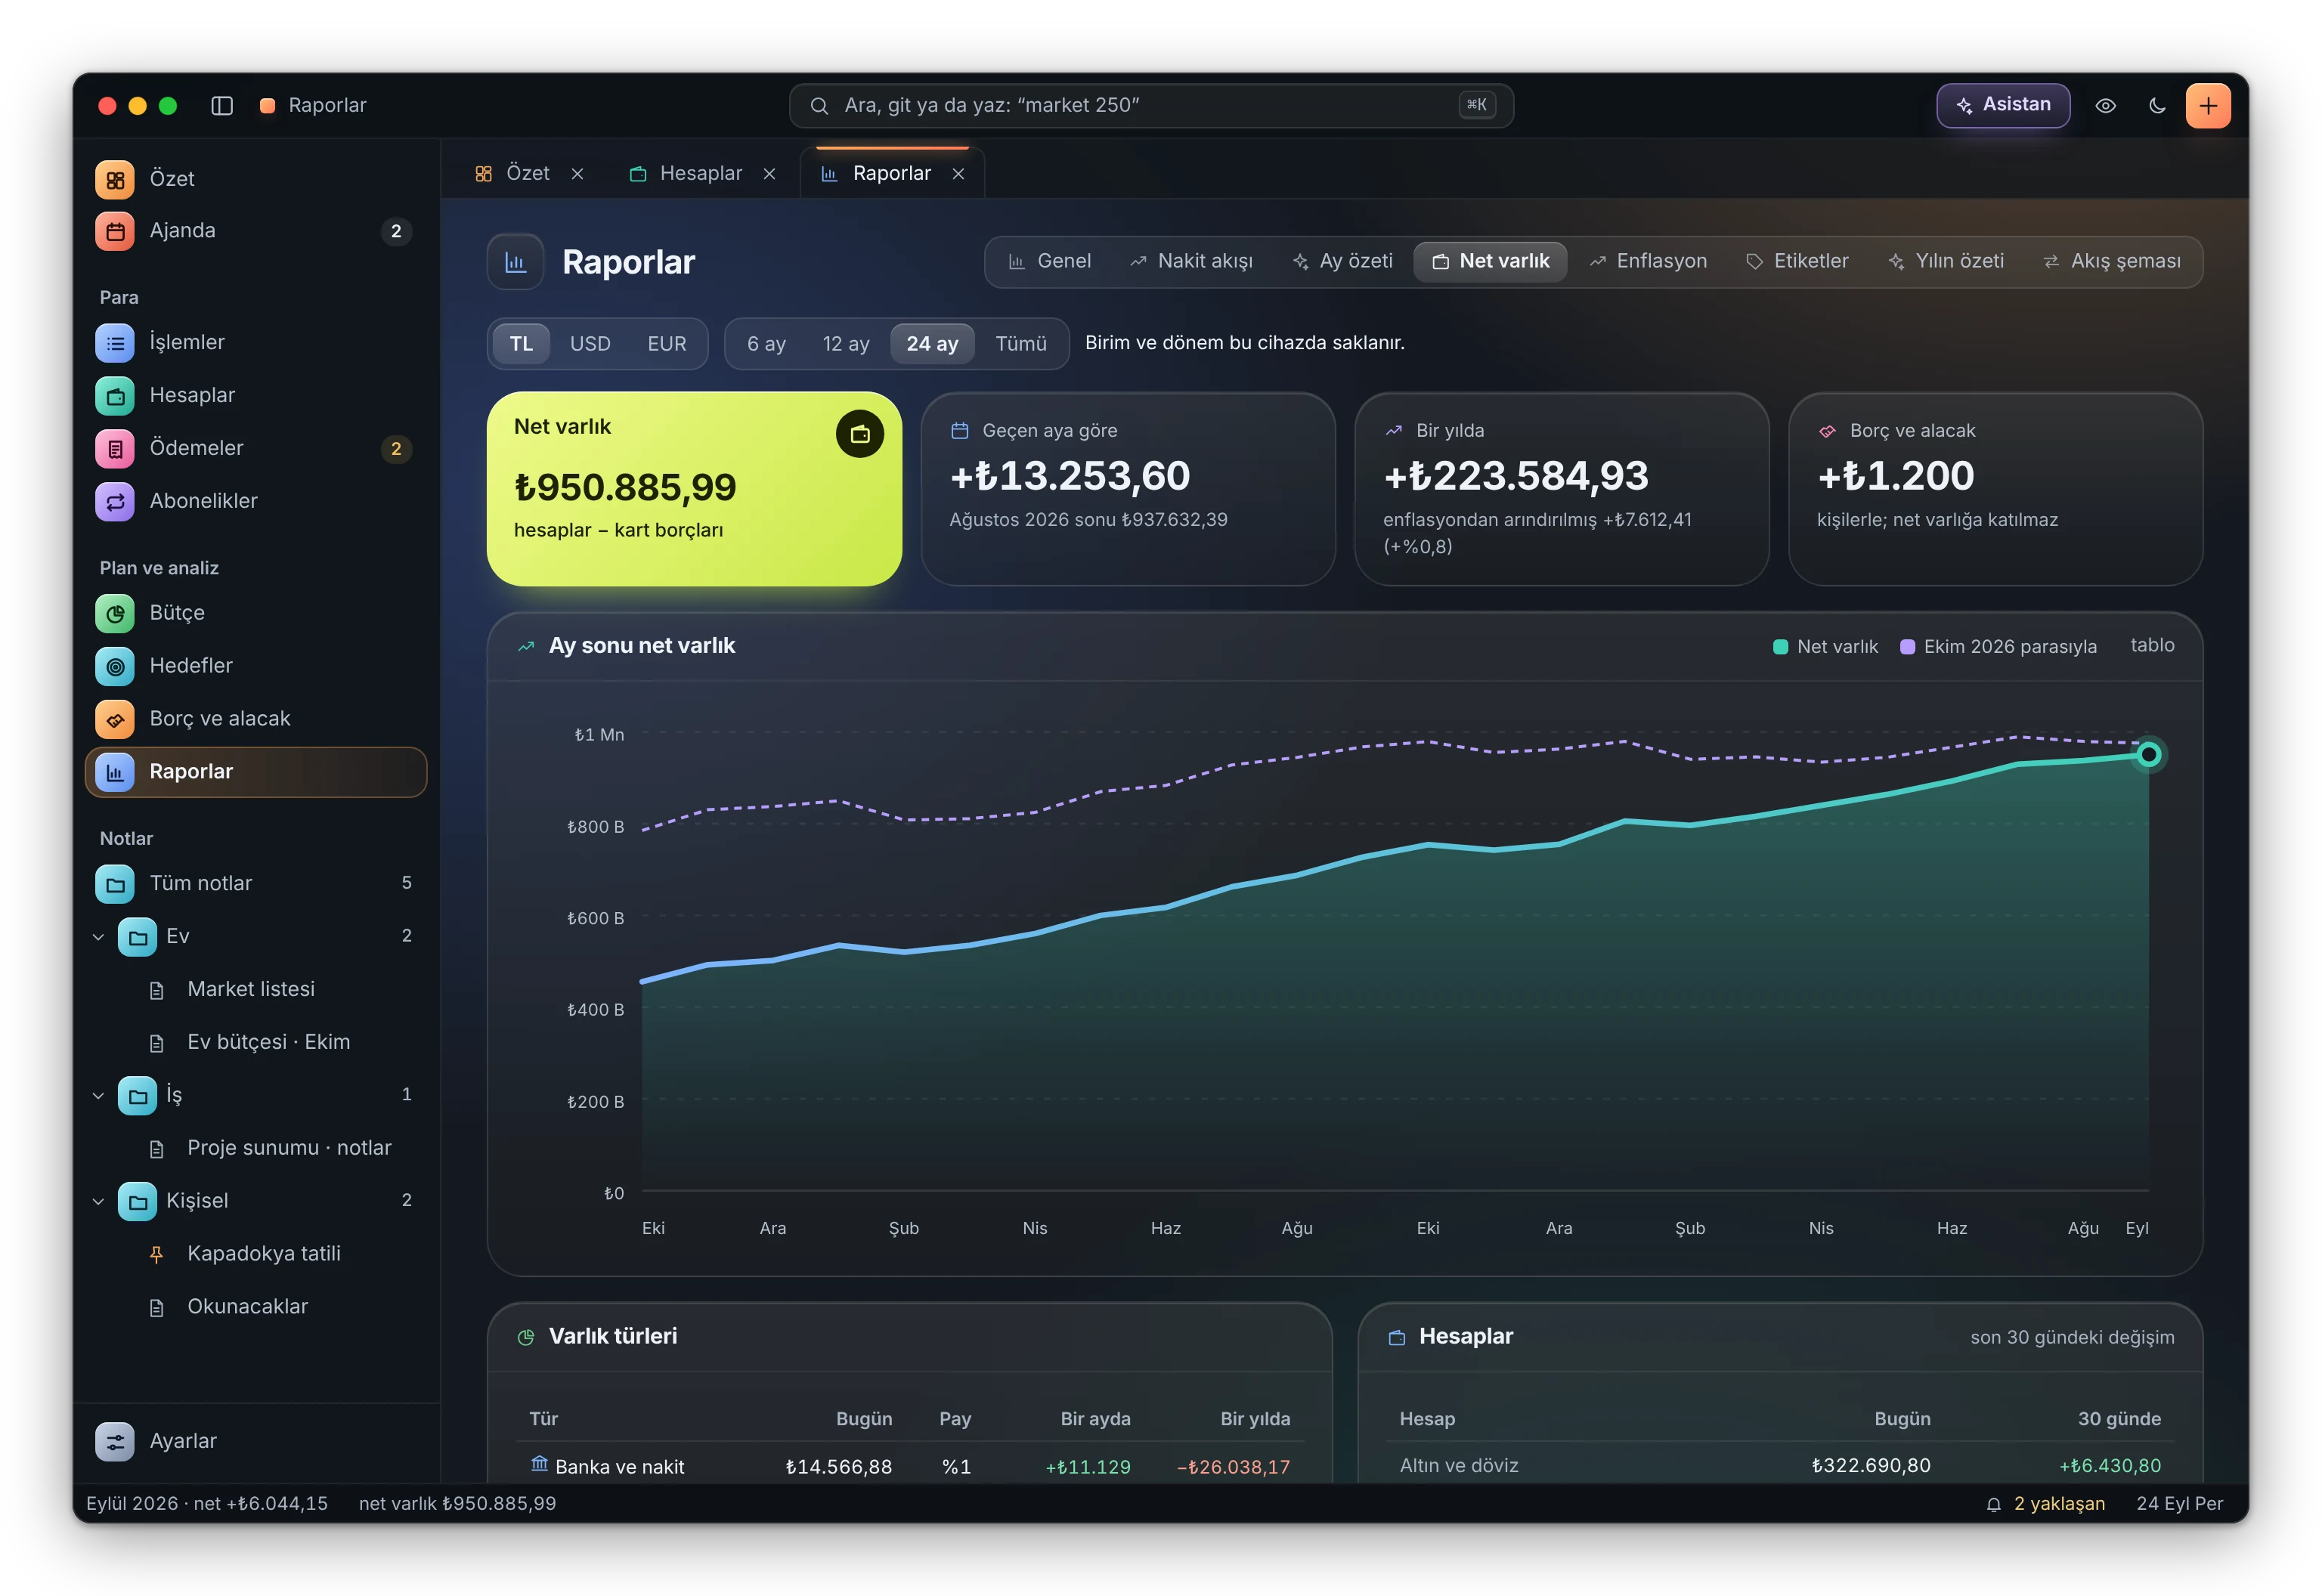 Raporlar
Ara, git ya da yaz: “market 250”
⌘K
Asistan
Özet
Ajanda 2
Para
İşlemler
Hesaplar
Ödemeler 2
Abonelikler
Plan ve analiz
Bütçe
Hedefler
Borç ve alacak
Raporlar
Notlar
Tüm notlar 5
Ev 2
Market listesi
Ev bütçesi · Ekim
İş 1
Proje sunumu · notlar
Kişisel 2
Kapadokya tatili
Okunacaklar
Ayarlar
Özet Hesaplar Raporlar
Raporlar
Genel Nakit akışı Ay özeti Net varlık Enflasyon Etiketler Yılın özeti Akış şeması
TL USD EUR 6 ay 12 ay 24 ay Tümü Birim ve dönem bu cihazda saklanır.
Net varlık
₺950.885,99
hesaplar – kart borçları
Geçen aya göre
+₺13.253,60
Ağustos 2026 sonu ₺937.632,39
Bir yılda
+₺223.584,93
enflasyondan arındırılmış +₺7.612,41
(+%0,8)
Borç ve alacak
+₺1.200
kişilerle; net varlığa katılmaz
Ay sonu net varlık
Net varlık Ekim 2026 parasıyla tablo
₺1 Mn
₺800 B
₺600 B
₺400 B
₺200 B
₺0
Eki Ara Şub Nis Haz Ağu Eki Ara Şub Nis Haz Ağu Eyl
Varlık türleri
Tür Bugün Pay Bir ayda Bir yılda
Banka ve nakit ₺14.566,88 %1 +₺11.129 −₺26.038,17
Hesaplar son 30 gündeki değişim
Hesap Bugün 30 günde
Altın ve döviz ₺322.690,80 +₺6.430,80
Eylül 2026 · net +₺6.044,15 net varlık ₺950.885,99
2 yaklaşan 24 Eyl Per